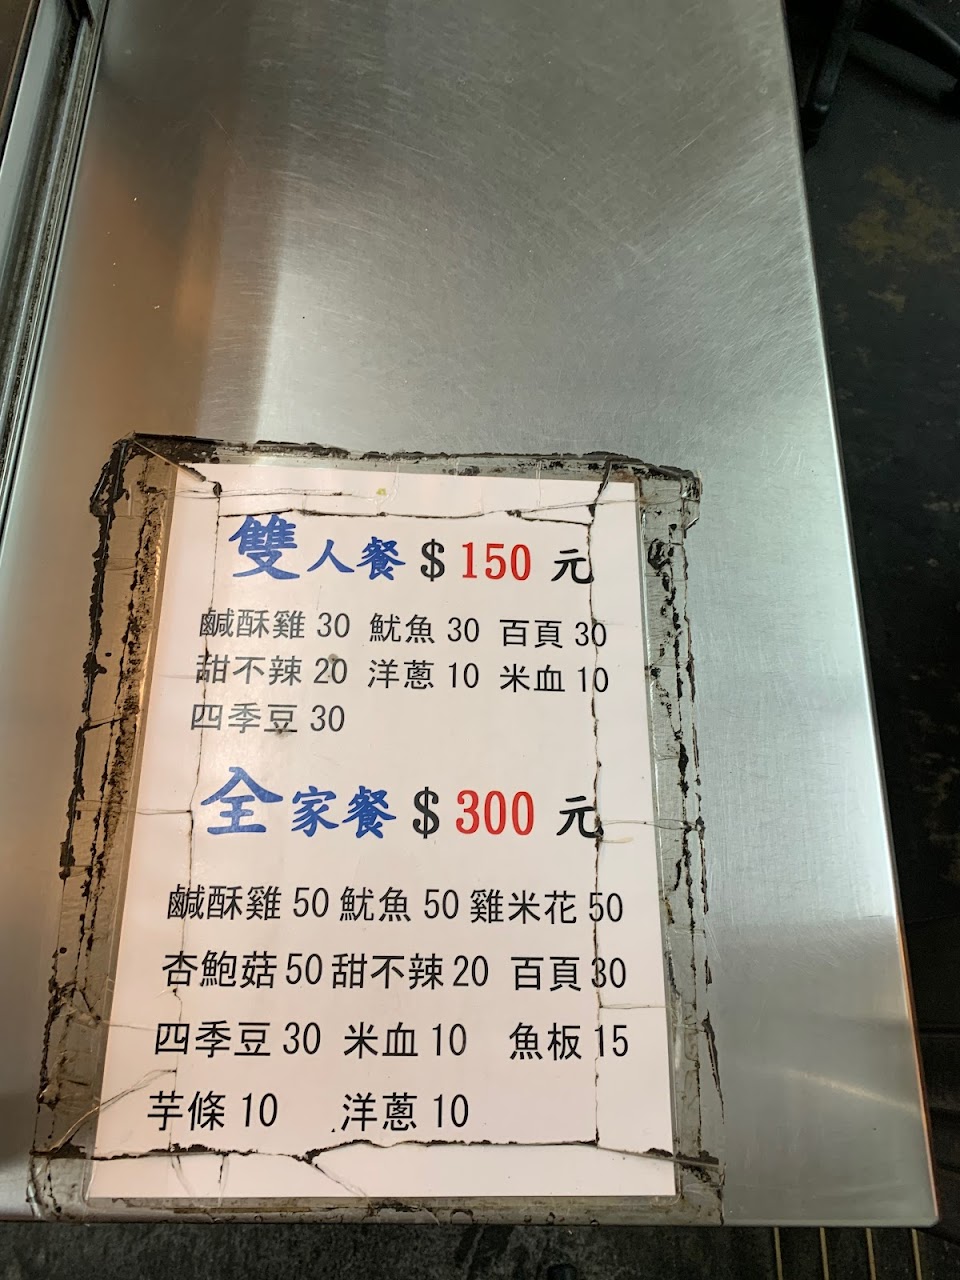 雙人餐 $ 150 元
鹹酥雞 30 魷魚 30 百頁 30
甜不辣 20 洋蔥 10 米血 10
四季豆 30
全家餐 $ 300 元
鹹酥雞 50 魷魚 50 雞米花 50
杏鮑菇 50 甜不辣 20 百頁 30
四季豆 30 米血 10 魚板 15
芋條 10 洋蔥 10